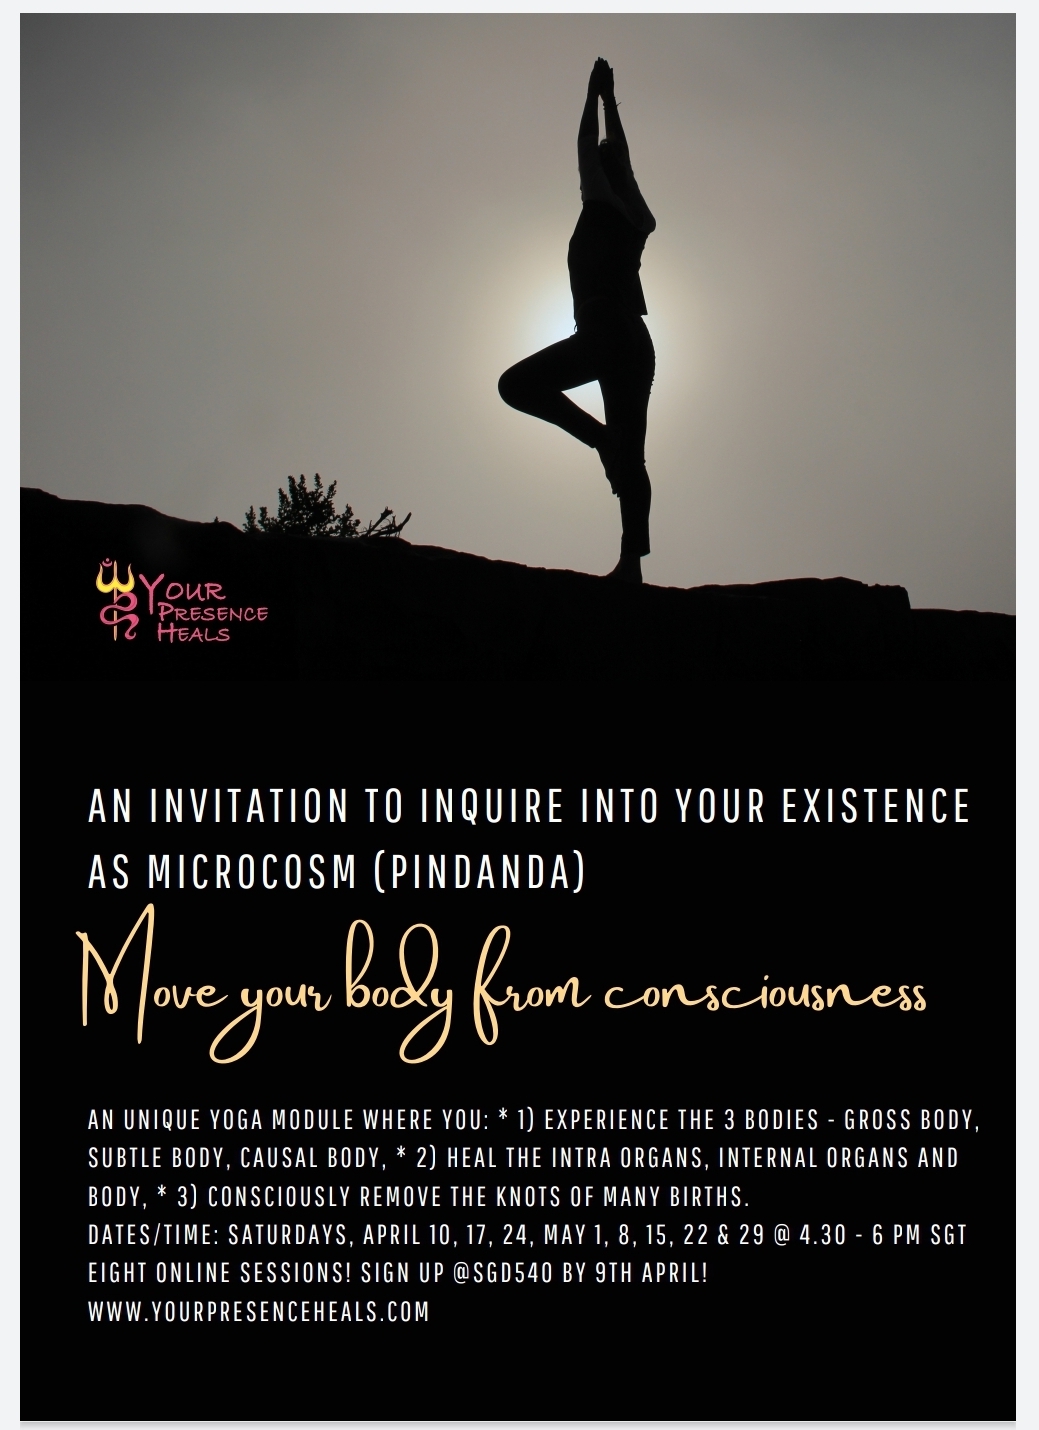 YOUR
PRESENCE
HEALS
AN INVITATION TO INQUIRE INTO YOUR EXISTENCE
AS MICROCOSM (PINDANDA)
Move your body from consciousness
AN UNIQUE YOGA MODULE WHERE YOU: * 1) EXPERIENCE THE 3 BODIES - GROSS BODY,
SUBTLE BODY, CAUSAL BODY, * 2) HEAL THE INTRA ORGANS, INTERNAL ORGANS AND
BODY, * 3) CONSCIOUSLY REMOVE THE KNOTS OF MANY BIRTHS.
DATES/TIME: SATURDAYS, APRIL 10, 17, 24, MAY 1, 8, 15, 22 & 29 @ 4.30 - 6 PM SGT
EIGHT ONLINE SESSIONS! SIGN UP @SGD540 BY 9TH APRIL!
WWW.YOURPRESENCEHEALS.COM